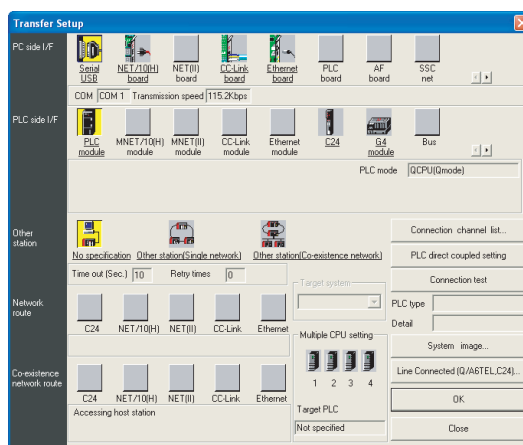 Transfer Setup
PC side I/F
Serial USB
NET/10(H) board
NET(II) board
CC-Link board
Ethernet board
PLC board
AF board
SSC net
COM COM 1 Transmission speed 115.2Kbps
PLC side I/F
PLC module
MNET/10(H) module
MNET(II) module
CC-Link module
Ethernet module
C24
G4 module
Bus
PLC mode QCPU(Qmode)
Other station
No specification
Other station(Single network)
Other station(Co-existence network)
Time out (Sec.) 10 Retry times 0
Connection channel list...
PLC direct coupled setting
Connection test
Target system
Network route
C24 NET/10(H) NET(II) CC-Link Ethernet
PLC type
Detail
Multiple CPU setting
1 2 3 4
System image...
Line Connected (Q/A6TEL,C24)...
Co-existence network route
C24 NET/10(H) NET(II) CC-Link Ethernet
Accessing host station
Target PLC
Not specified
OK
Close